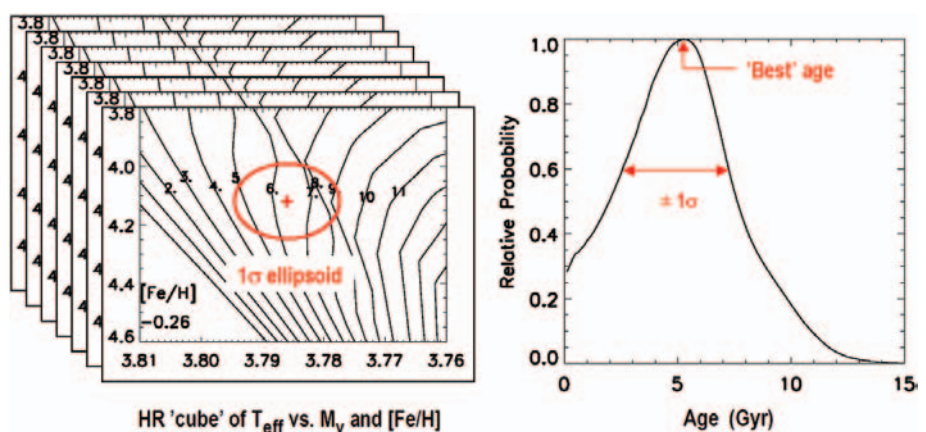 3.8
3.8
3.8
3.8
3.8
3.8
3.8
4.0
4.2
4.4
4.6
2. 3. 4. 5. 6. 7. 8. 9. 10 11
1σ ellipsoid
[Fe/H]
−0.26
3.81 3.80 3.79 3.78 3.77 3.76
HR 'cube' of Teff vs. Mv and [Fe/H]
1.0
0.8
0.6
0.4
0.2
0.0
Relative Probability
'Best' age
± 1σ
0 5 10 15
Age (Gyr)